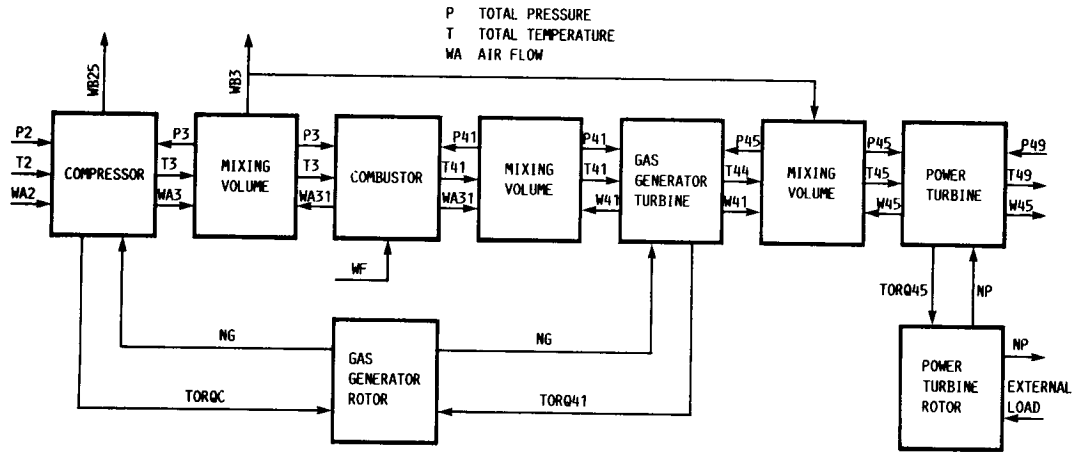 P TOTAL PRESSURE
T TOTAL TEMPERATURE
WA AIR FLOW
WB25
WB3
P2
T2
WA2
COMPRESSOR
P3
T3
WA3
MIXING
VOLUME
P3
T3
WA31
COMBUSTOR
P41
T41
WA31
MIXING
VOLUME
P41
T41
W41
GAS
GENERATOR
TURBINE
P45
T44
W41
MIXING
VOLUME
P45
T45
W45
POWER
TURBINE
P49
T49
W45
WF
TORQ45
NP
NG
GAS
GENERATOR
ROTOR
NG
TORQC
TORQ41
POWER
TURBINE
ROTOR
NP
EXTERNAL
LOAD